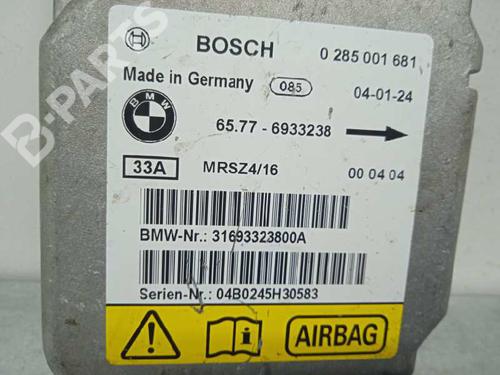 B-PARTS
BOSCH 0 285 001 681
Made in Germany 085 04-01-24
BMW 65.77 - 6933238
33A MRSZ4/16 00 04 04
BMW-Nr.: 31693323800A
Serien-Nr.: 04B0245H30583
AIRBAG